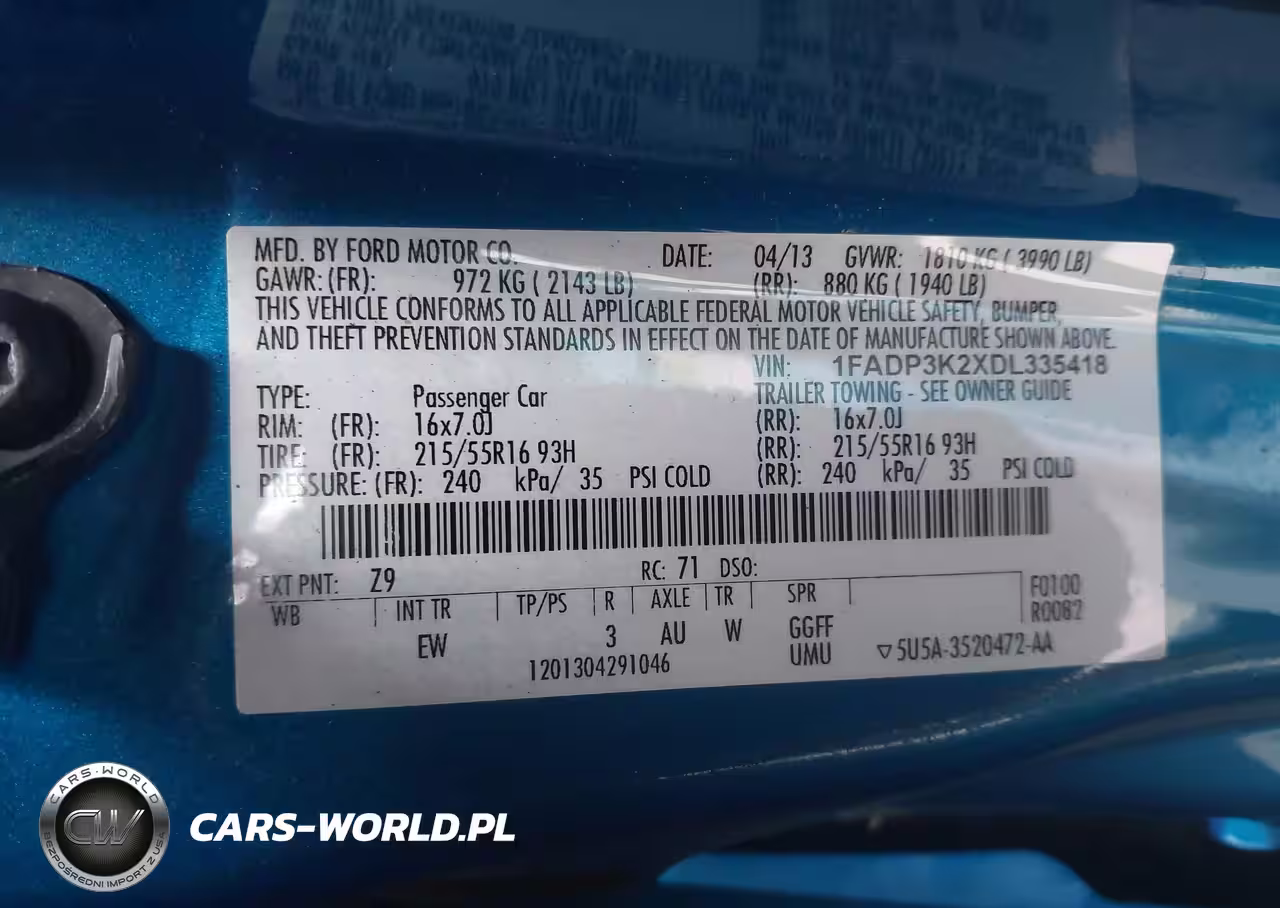 MFD. BY FORD MOTOR CO. DATE: 04/13 GVWR: 1810 KG ( 3990 LB)
GAWR: (FR): 972 KG ( 2143 LB) (RR): 880 KG ( 1940 LB)
THIS VEHICLE CONFORMS TO ALL APPLICABLE FEDERAL MOTOR VEHICLE SAFETY, BUMPER,
AND THEFT PREVENTION STANDARDS IN EFFECT ON THE DATE OF MANUFACTURE SHOWN ABOVE.
VIN: 1FADP3K2XDL335418
TYPE: Passenger Car TRAILER TOWING - SEE OWNER GUIDE
RIM: (FR): 16x7.0J (RR): 16x7.0J
TIRE: (FR): 215/55R16 93H (RR): 215/55R16 93H
PRESSURE: (FR): 240 kPa/ 35 PSI COLD (RR): 240 kPa/ 35 PSI COLD
EXT PNT: Z9 RC: 71 DSO:
WB INT TR TP/PS R AXLE TR SPR F0100
R0082
EW 3 AU W GGFF
UMU
1201304291046 ▽5U5A-3520472-AA
CARS-WORLD
CW
BEZPOŚREDNI IMPORT Z USA
CARS-WORLD.PL